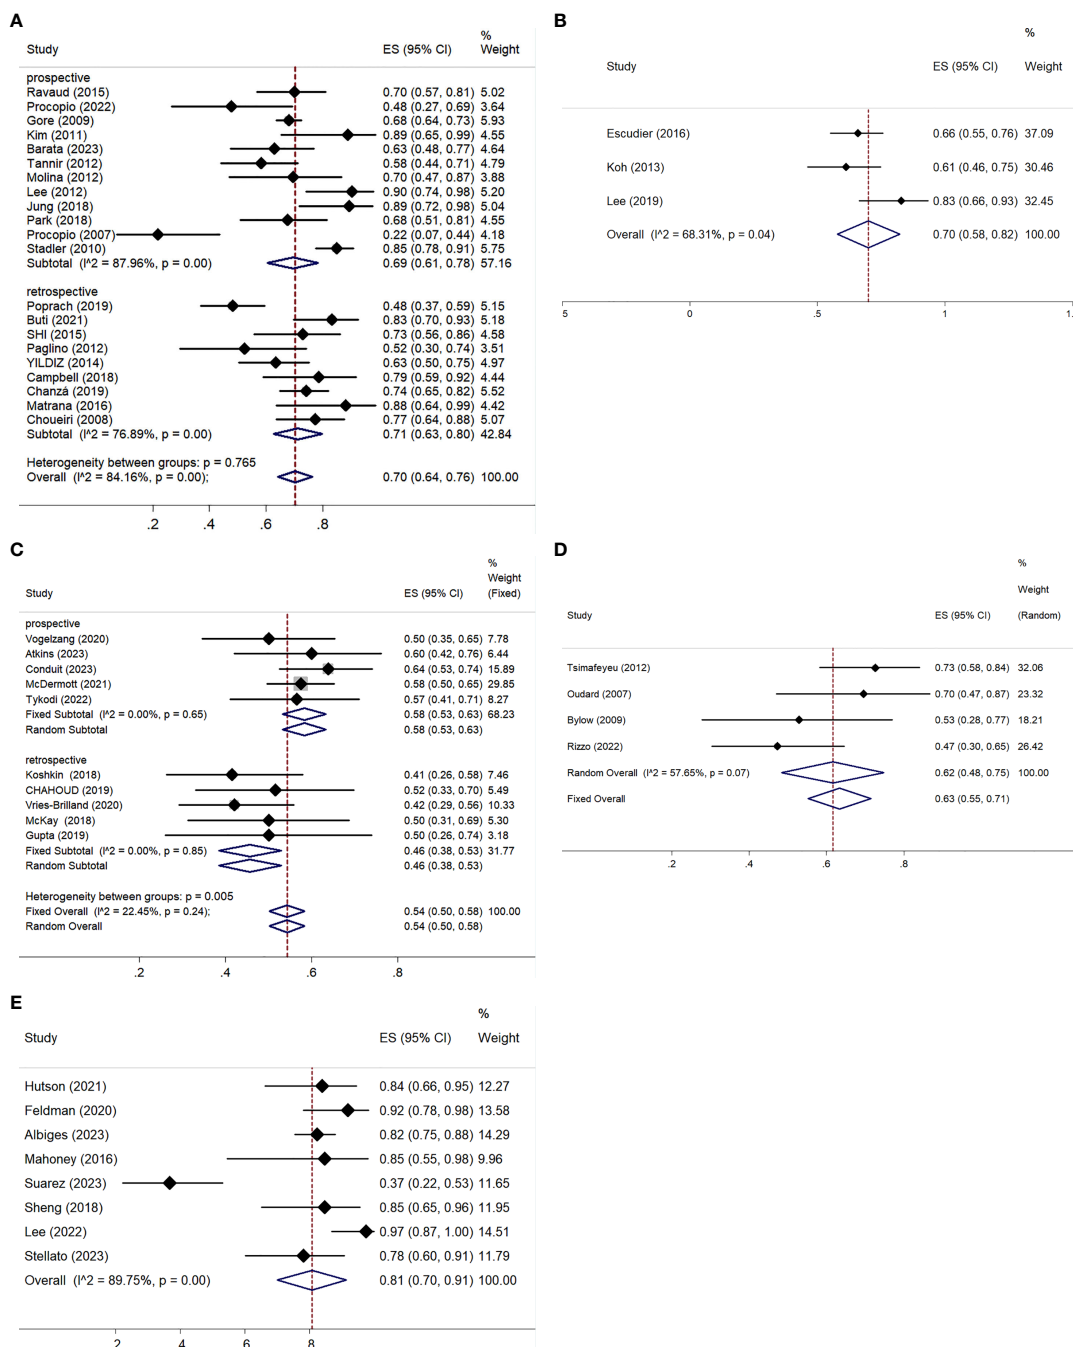 A
%
Study ES (95% CI) Weight
prospective
Ravaud (2015) 0.70 (0.57, 0.81) 5.02
Procopio (2022) 0.48 (0.27, 0.69) 3.64
Gore (2009) 0.68 (0.64, 0.73) 5.93
Kim (2011) 0.89 (0.65, 0.99) 4.55
Barata (2023) 0.63 (0.48, 0.77) 4.64
Tannir (2012) 0.58 (0.44, 0.71) 4.79
Molina (2012) 0.70 (0.47, 0.87) 3.88
Lee (2012) 0.90 (0.74, 0.98) 5.20
Jung (2018) 0.89 (0.72, 0.98) 5.04
Park (2018) 0.68 (0.51, 0.81) 4.55
Procopio (2007) 0.22 (0.07, 0.44) 4.18
Stadler (2010) 0.85 (0.78, 0.91) 5.75
Subtotal (I^2 = 87.96%, p = 0.00) 0.69 (0.61, 0.78) 57.16
retrospective
Poprach (2019) 0.48 (0.37, 0.59) 5.15
Buti (2021) 0.83 (0.70, 0.93) 5.18
SHI (2015) 0.73 (0.56, 0.86) 4.58
Paglino (2012) 0.52 (0.30, 0.74) 3.51
YILDIZ (2014) 0.63 (0.50, 0.75) 4.97
Campbell (2018) 0.79 (0.59, 0.92) 4.44
Chanzá (2019) 0.74 (0.65, 0.82) 5.52
Matrana (2016) 0.88 (0.64, 0.99) 4.42
Choueiri (2008) 0.77 (0.64, 0.88) 5.07
Subtotal (I^2 = 76.89%, p = 0.00) 0.71 (0.63, 0.80) 42.84
Heterogeneity between groups: p = 0.765
Overall (I^2 = 84.16%, p = 0.00); 0.70 (0.64, 0.76) 100.00
.2 .4 .6 .8
B
%
Study ES (95% CI) Weight
Escudier (2016) 0.66 (0.55, 0.76) 37.09
Koh (2013) 0.61 (0.46, 0.75) 30.46
Lee (2019) 0.83 (0.66, 0.93) 32.45
Overall (I^2 = 68.31%, p = 0.04) 0.70 (0.58, 0.82) 100.00
5 0 .5 1.
C
%
Weight
Study ES (95% CI) (Fixed)
prospective
Vogelzang (2020) 0.50 (0.35, 0.65) 7.78
Atkins (2023) 0.60 (0.42, 0.76) 6.44
Conduit (2023) 0.64 (0.53, 0.74) 15.89
McDermott (2021) 0.58 (0.50, 0.65) 29.85
Tykodi (2022) 0.57 (0.41, 0.71) 8.27
Fixed Subtotal (I^2 = 0.00%, p = 0.65) 0.58 (0.53, 0.63) 68.23
Random Subtotal 0.58 (0.53, 0.63)
retrospective
Koshkin (2018) 0.41 (0.26, 0.58) 7.46
CHAHOUD (2019) 0.52 (0.33, 0.70) 5.49
Vries-Brilland (2020) 0.42 (0.29, 0.56) 10.33
McKay (2018) 0.50 (0.31, 0.69) 5.30
Gupta (2019) 0.50 (0.26, 0.74) 3.18
Fixed Subtotal (I^2 = 0.00%, p = 0.85) 0.46 (0.38, 0.53) 31.77
Random Subtotal 0.46 (0.38, 0.53)
Heterogeneity between groups: p = 0.005
Fixed Overall (I^2 = 22.45%, p = 0.24); 0.54 (0.50, 0.58) 100.00
Random Overall 0.54 (0.50, 0.58)
.2 .4 .6 .8
D
%
Weight
Study ES (95% CI) (Random)
Tsimafeyeu (2012) 0.73 (0.58, 0.84) 32.06
Oudard (2007) 0.70 (0.47, 0.87) 23.32
Bylow (2009) 0.53 (0.28, 0.77) 18.21
Rizzo (2022) 0.47 (0.30, 0.65) 26.42
Random Overall (I^2 = 57.65%, p = 0.07) 0.62 (0.48, 0.75) 100.00
Fixed Overall 0.63 (0.55, 0.71)
.2 .4 .6 .8
E
%
Study ES (95% CI) Weight
Hutson (2021) 0.84 (0.66, 0.95) 12.27
Feldman (2020) 0.92 (0.78, 0.98) 13.58
Albiges (2023) 0.82 (0.75, 0.88) 14.29
Mahoney (2016) 0.85 (0.55, 0.98) 9.96
Suarez (2023) 0.37 (0.22, 0.53) 11.65
Sheng (2018) 0.85 (0.65, 0.96) 11.95
Lee (2022) 0.97 (0.87, 1.00) 14.51
Stellato (2023) 0.78 (0.60, 0.91) 11.79
Overall (I^2 = 89.75%, p = 0.00) 0.81 (0.70, 0.91) 100.00
.2 .4 .6 .8